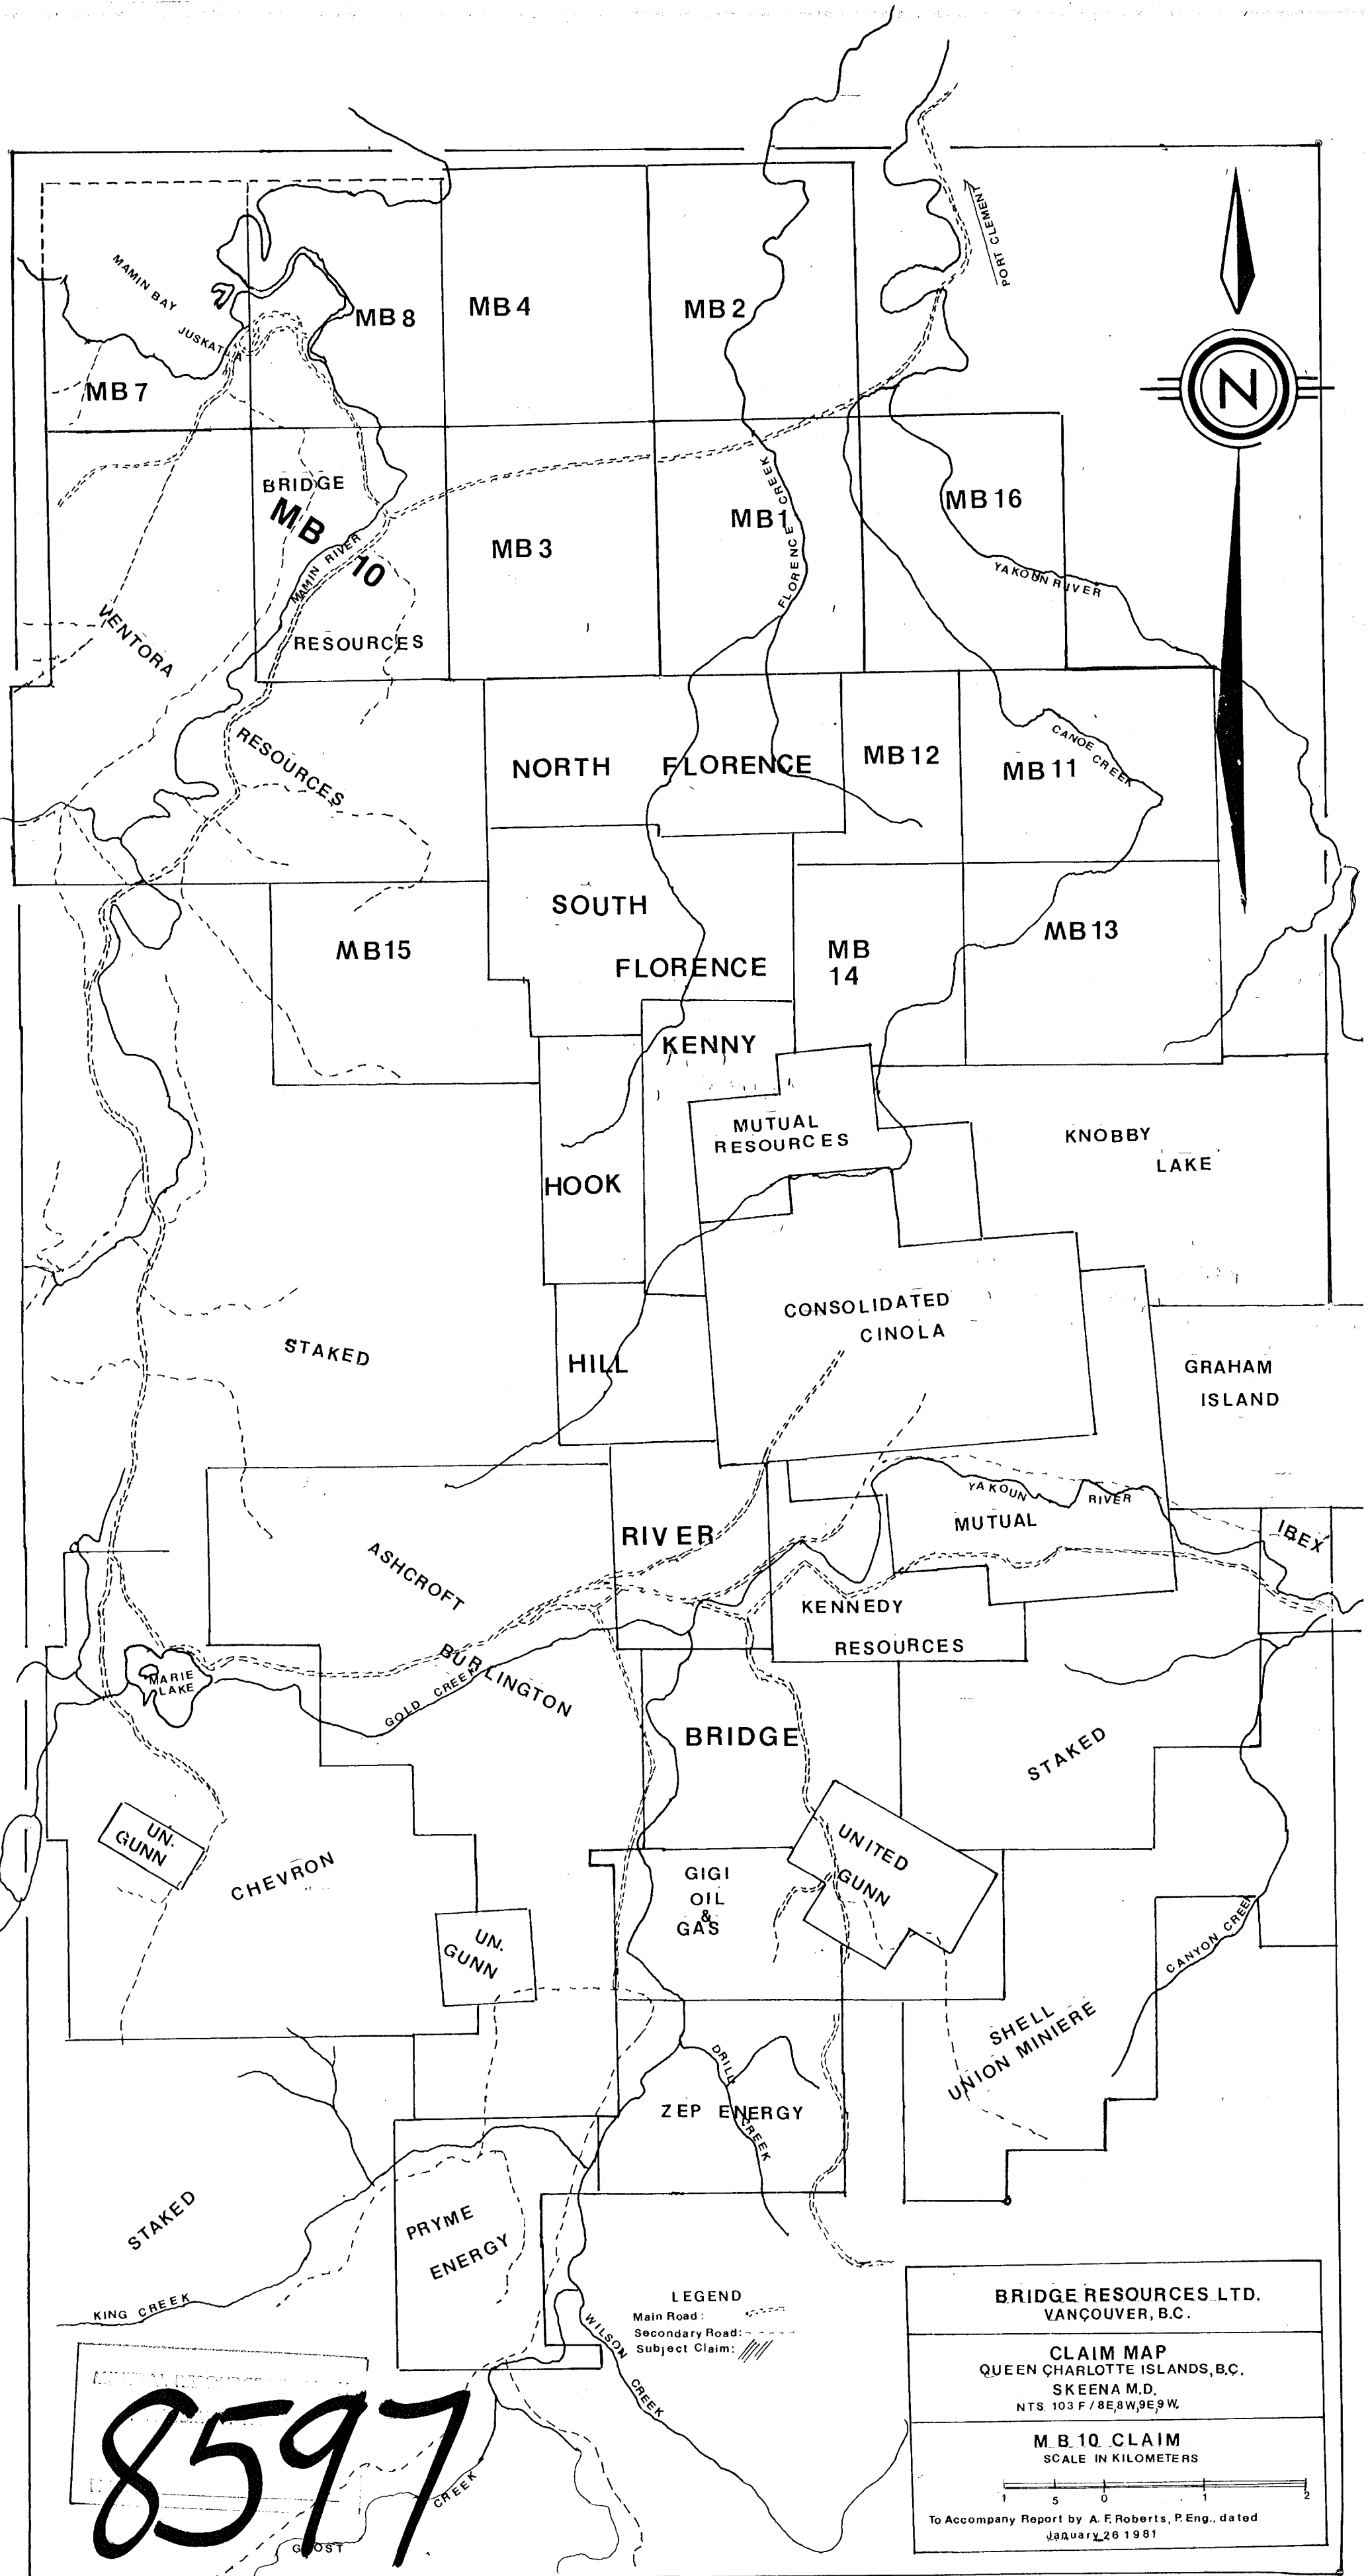 PORT CLEMENT
MAMIN BAY
JUSKATLA
MB 8
MB 4
MB 2
MB 7
N
BRIDGE
MB 10
RESOURCES
MAMIN RIVER
MB 3
MB 1
FLORENCE CREEK
MB 16
YAKOUN RIVER
VENTORA
RESOURCES
NORTH FLORENCE
MB 12
MB 11
CANOE CREEK
SOUTH
FLORENCE
MB 15
MB
14
MB 13
KENNY
MUTUAL
RESOURCES
KNOBBY
LAKE
HOOK
CONSOLIDATED
CINOLA
STAKED
HILL
GRAHAM
ISLAND
RIVER
YAKOUN RIVER
MUTUAL
IBEX
ASHCROFT
KENNEDY
RESOURCES
BURLINGTON
GOLD CREEK
MARIE
LAKE
BRIDGE
STAKED
UN.
GUNN
CHEVRON
UNITED
GUNN
GIGI
OIL
&
GAS
UN.
GUNN
CANYON CREEK
SHELL
UNION MINIERE
DRILL CREEK
ZEP ENERGY
STAKED
PRYME
ENERGY
KING CREEK
WILSON CREEK
LEGEND
Main Road:
Secondary Road:
Subject Claim:
8597
GHOST CREEK
BRIDGE RESOURCES LTD.
VANCOUVER, B.C.
CLAIM MAP
QUEEN CHARLOTTE ISLANDS, B.C.
SKEENA M.D.
NTS 103 F / 8E,8W,9E,9W.
M.B. 10 CLAIM
SCALE IN KILOMETERS
1 5 0 1 2
To Accompany Report by A. F. Roberts, P. Eng., dated
January 26 1981